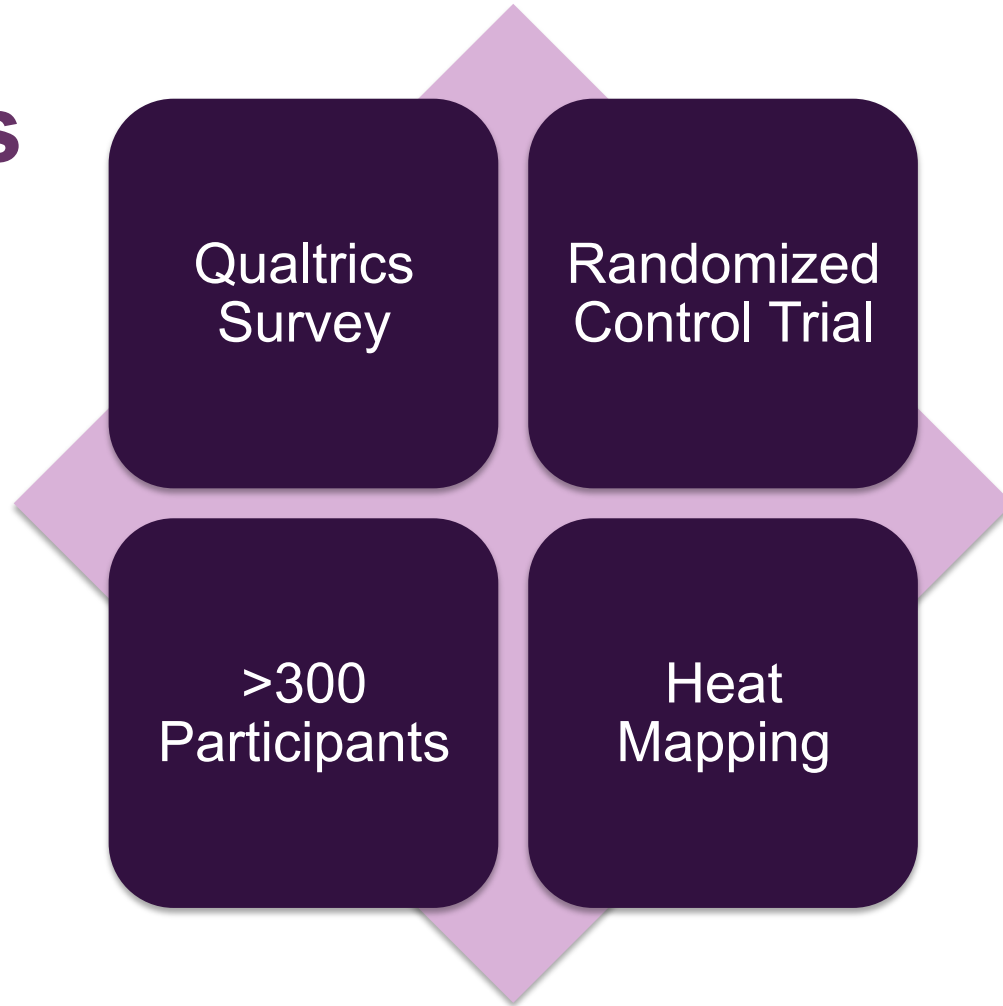 s
Qualtrics
Survey
Randomized
Control Trial
>300
Participants
Heat
Mapping